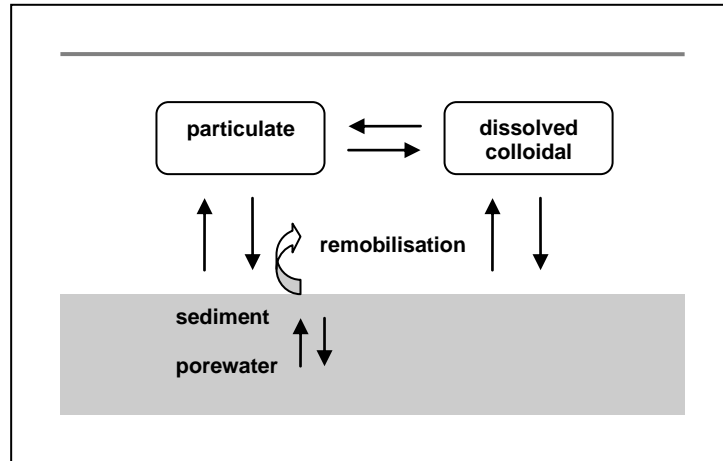 particulate
dissolved
colloidal
remobilisation
sediment
porewater